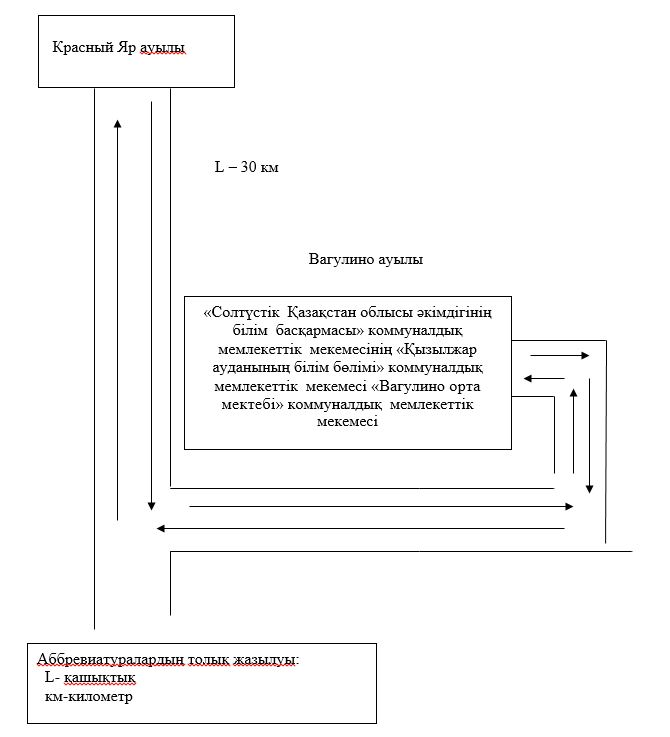 Красный Яр ауылы
L – 30 км
Вагулино ауылы
«Солтүстік Қазақстан облысы әкімдігінің
білім басқармасы» коммуналдық
мемлекеттік мекемесінің «Қызылжар
ауданының білім бөлімі» коммуналдық
мемлекеттік мекемесі «Вагулино орта
мектебі» коммуналдық мемлекеттік
мекемесі
Аббревиатуралардың толық жазылуы:
L- қашықтық
км-километр